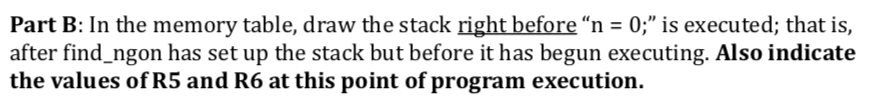 Part B: In the memory table, draw the stack right before “n = 0;” is executed; that is,
after find_ngon has set up the stack but before it has begun executing. Also indicate
the values of R5 and R6 at this point of program execution.